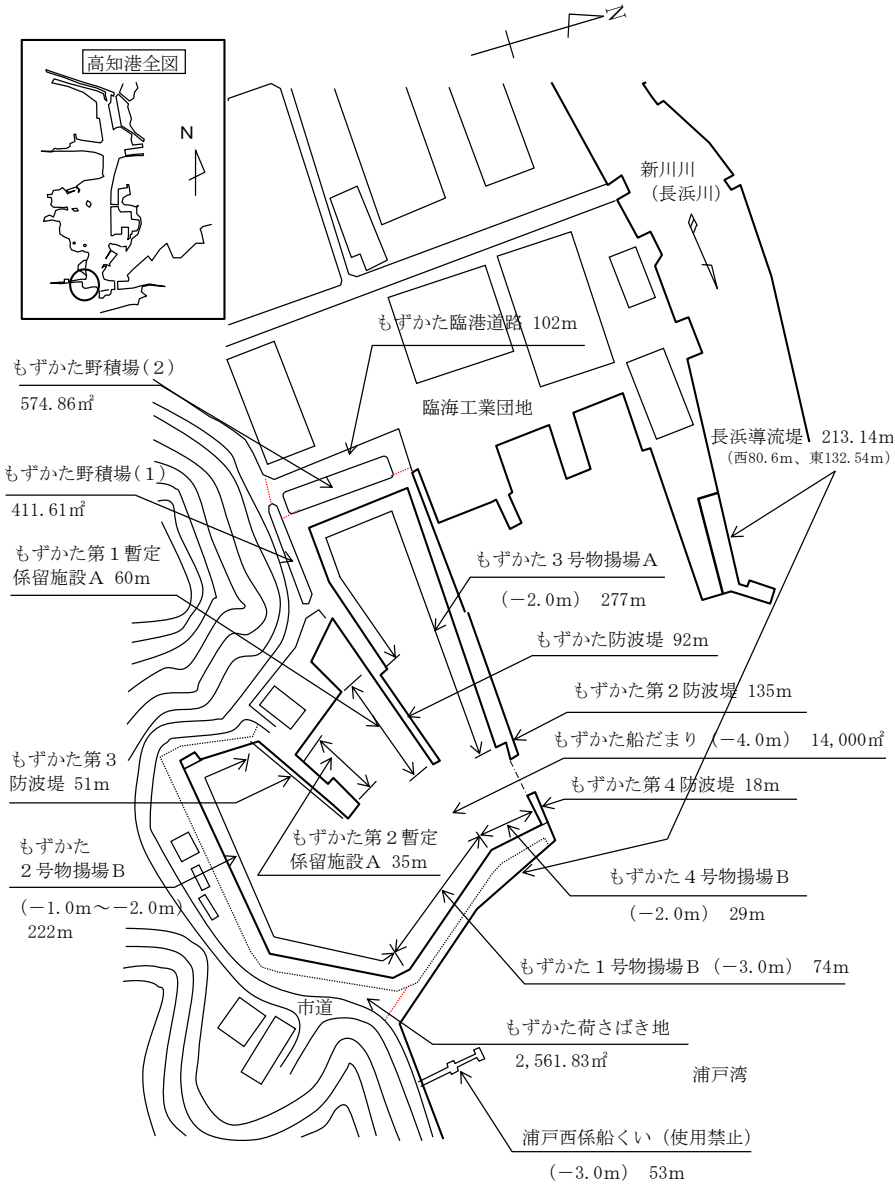 N
高知港全図
N
新川川
(長浜川)
もずかた臨港道路 102m
もずかた野積場(2)
574.86㎡
臨海工業団地
長浜導流堤 213.14m
(西80.6m、東132.54m)
もずかた野積場(1)
411.61㎡
もずかた第1暫定
係留施設A 60m
もずかた3号物揚場A
(-2.0m) 277m
もずかた防波堤 92m
もずかた第2防波堤 135m
もずかた船だまり (-4.0m) 14,000㎡
もずかた第3
防波堤 51m
もずかた第4防波堤 18m
もずかた第2暫定
係留施設A 35m
もずかた
2号物揚場B
(-1.0m~-2.0m)
222m
もずかた4号物揚場B
(-2.0m) 29m
もずかた1号物揚場B (-3.0m) 74m
市道
もずかた荷さばき地
2,561.83㎡
浦戸湾
浦戸西係船くい (使用禁止)
(-3.0m) 53m